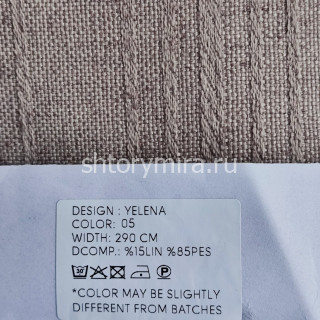 shtorymira.ru
DESIGN : YELENA
COLOR: 05
WIDTH: 290 CM
DCOMP.: %15LIN %85PES
30 P
*COLOR MAY BE SLIGHTLY
DIFFERENT FROM BATCHES